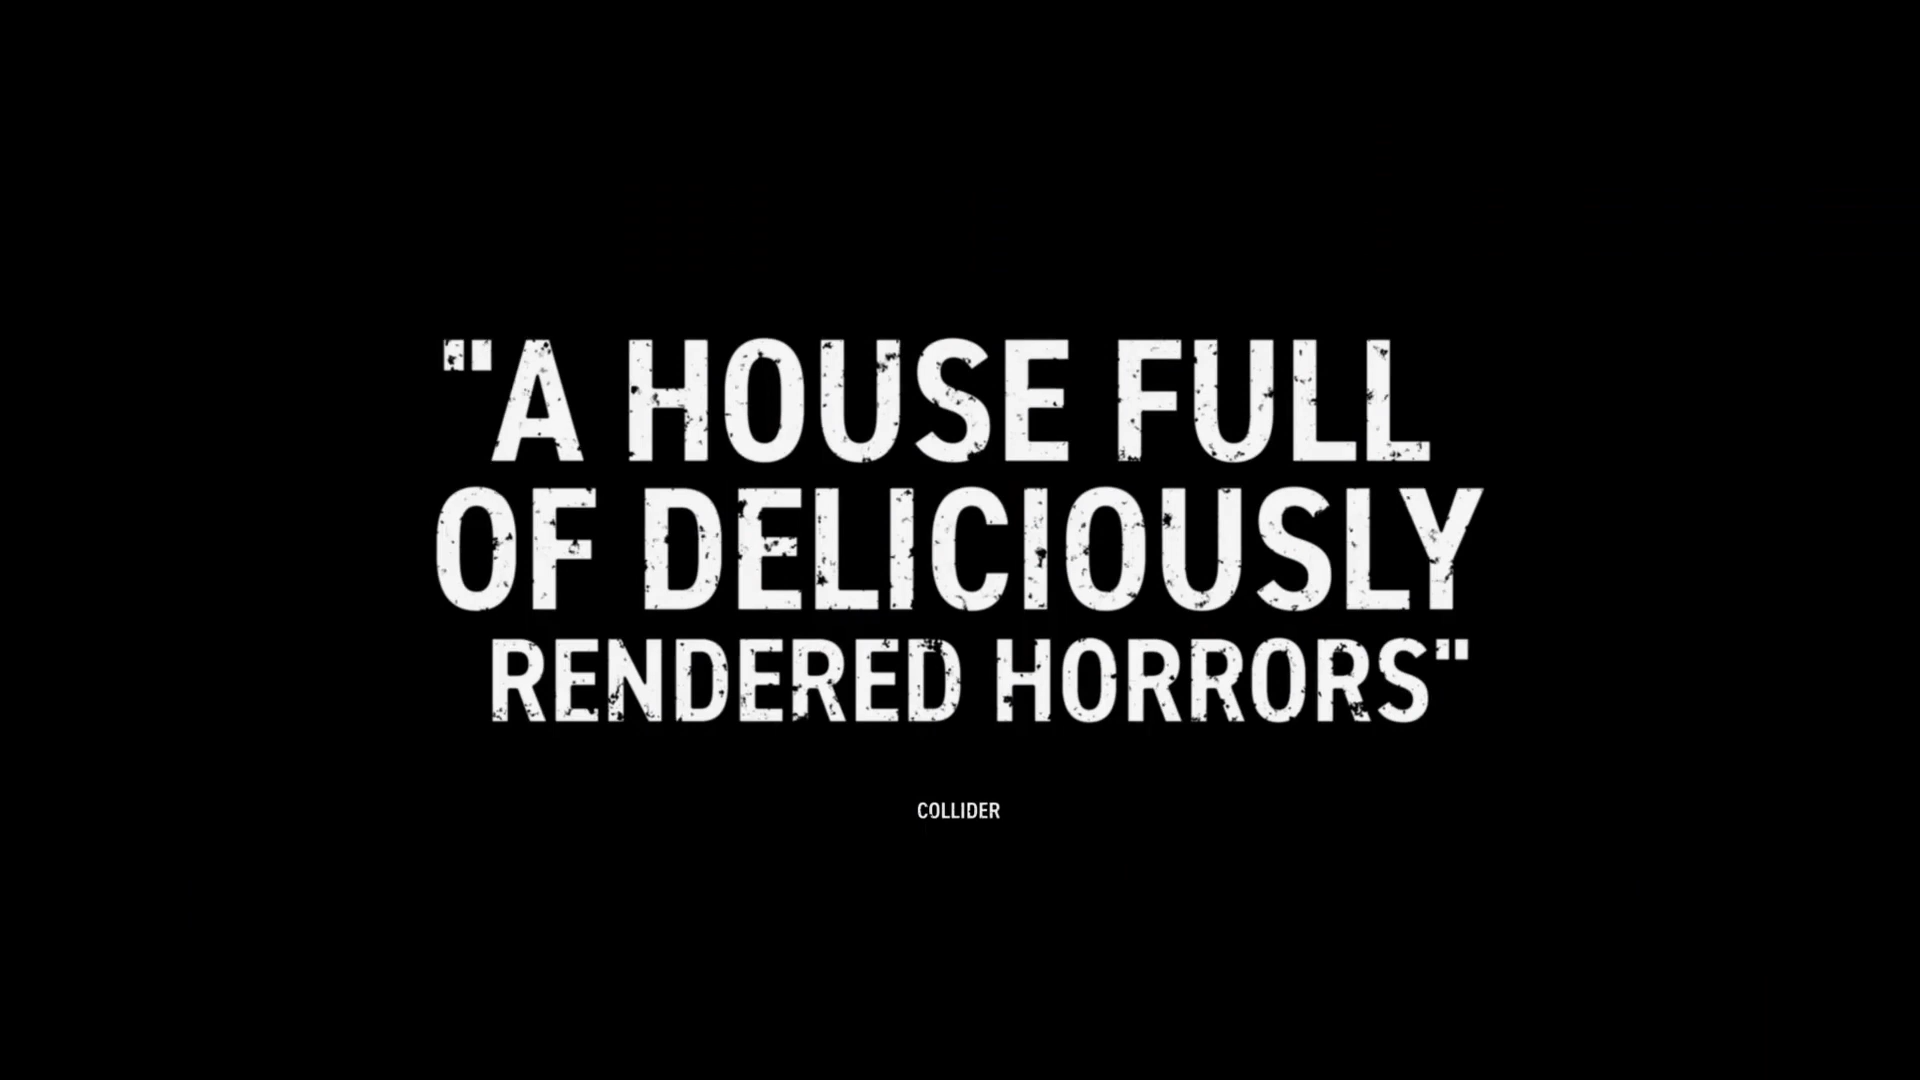 "A HOUSE FULL
OF DELICIOUSLY
RENDERED HORRORS"
COLLIDER